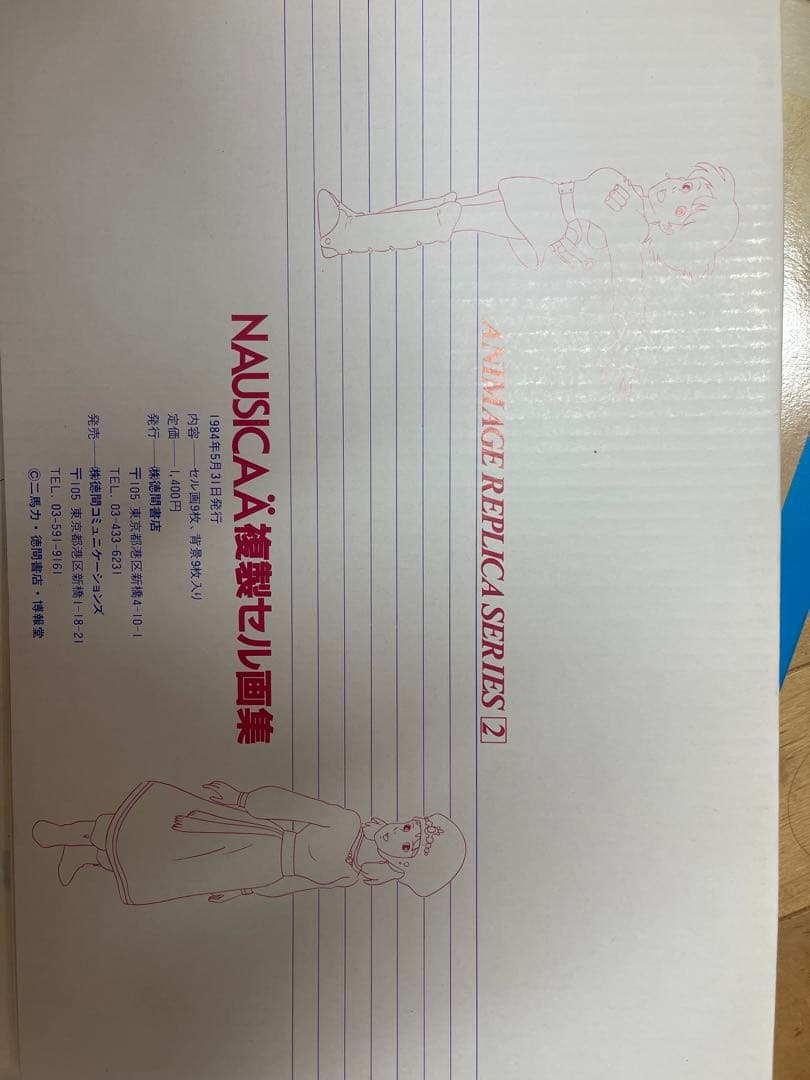 ANIMAGE REPLICA SERIES 2
NAUSICAÄ複製セル画集
1984年5月31日発行
内容——セル画9枚、背景9枚入り
定価——1,400円
発行——㈱徳間書店
〒105 東京都港区新橋4-10-1
TEL. 03-433-6231
発売——㈱徳間コミュニケーションズ
〒105 東京都港区新橋1-18-21
TEL. 03-591-9161
©二馬力・徳間書店・博報堂